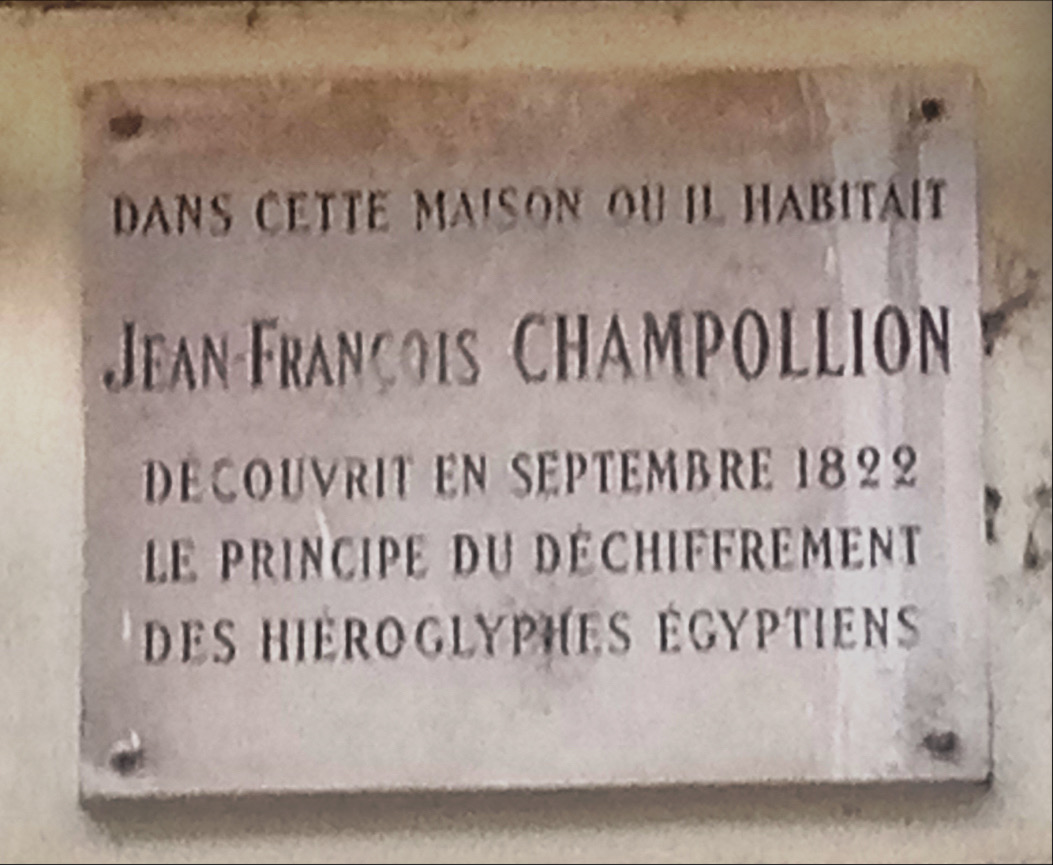 DANS CETTE MAISON OU IL HABITAIT
JEAN-FRANÇOIS CHAMPOLLION
DÉCOUVRIT EN SEPTEMBRE 1822
LE PRINCIPE DU DÉCHIFFREMENT
DES HIÉROGLYPHES ÉGYPTIENS